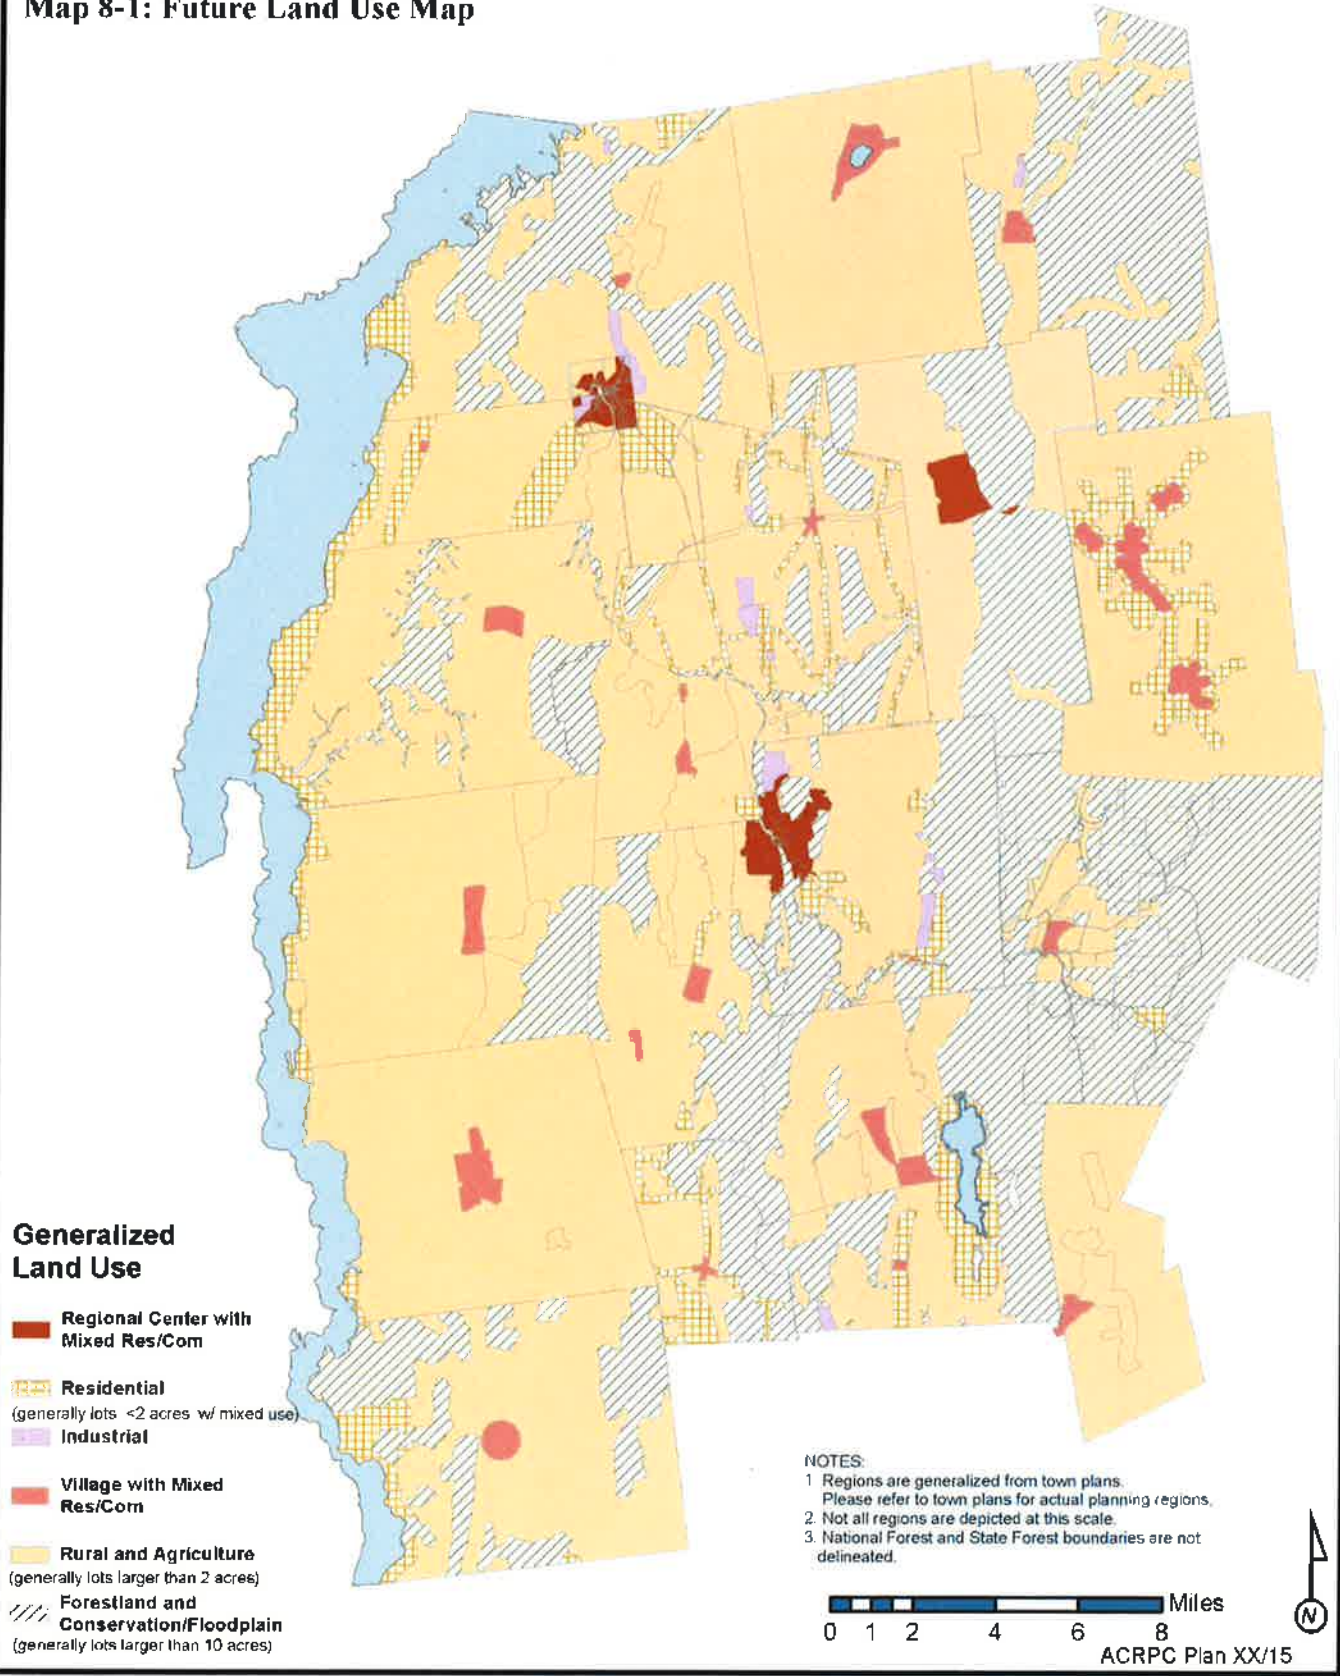 Map 8-1: Future Land Use Map
Generalized
Land Use
Regional Center with
Mixed Res/Com
Residential
(generally lots <2 acres w/ mixed use)
Industrial
Village with Mixed
Res/Com
Rural and Agriculture
(generally lots larger than 2 acres)
Forestland and
Conservation/Floodplain
(generally lots larger than 10 acres)
NOTES:
1 Regions are generalized from town plans.
Please refer to town plans for actual planning regions.
2. Not all regions are depicted at this scale.
3. National Forest and State Forest boundaries are not
delineated.
Miles
0 1 2 4 6 8
N
ACRPC Plan XX/15